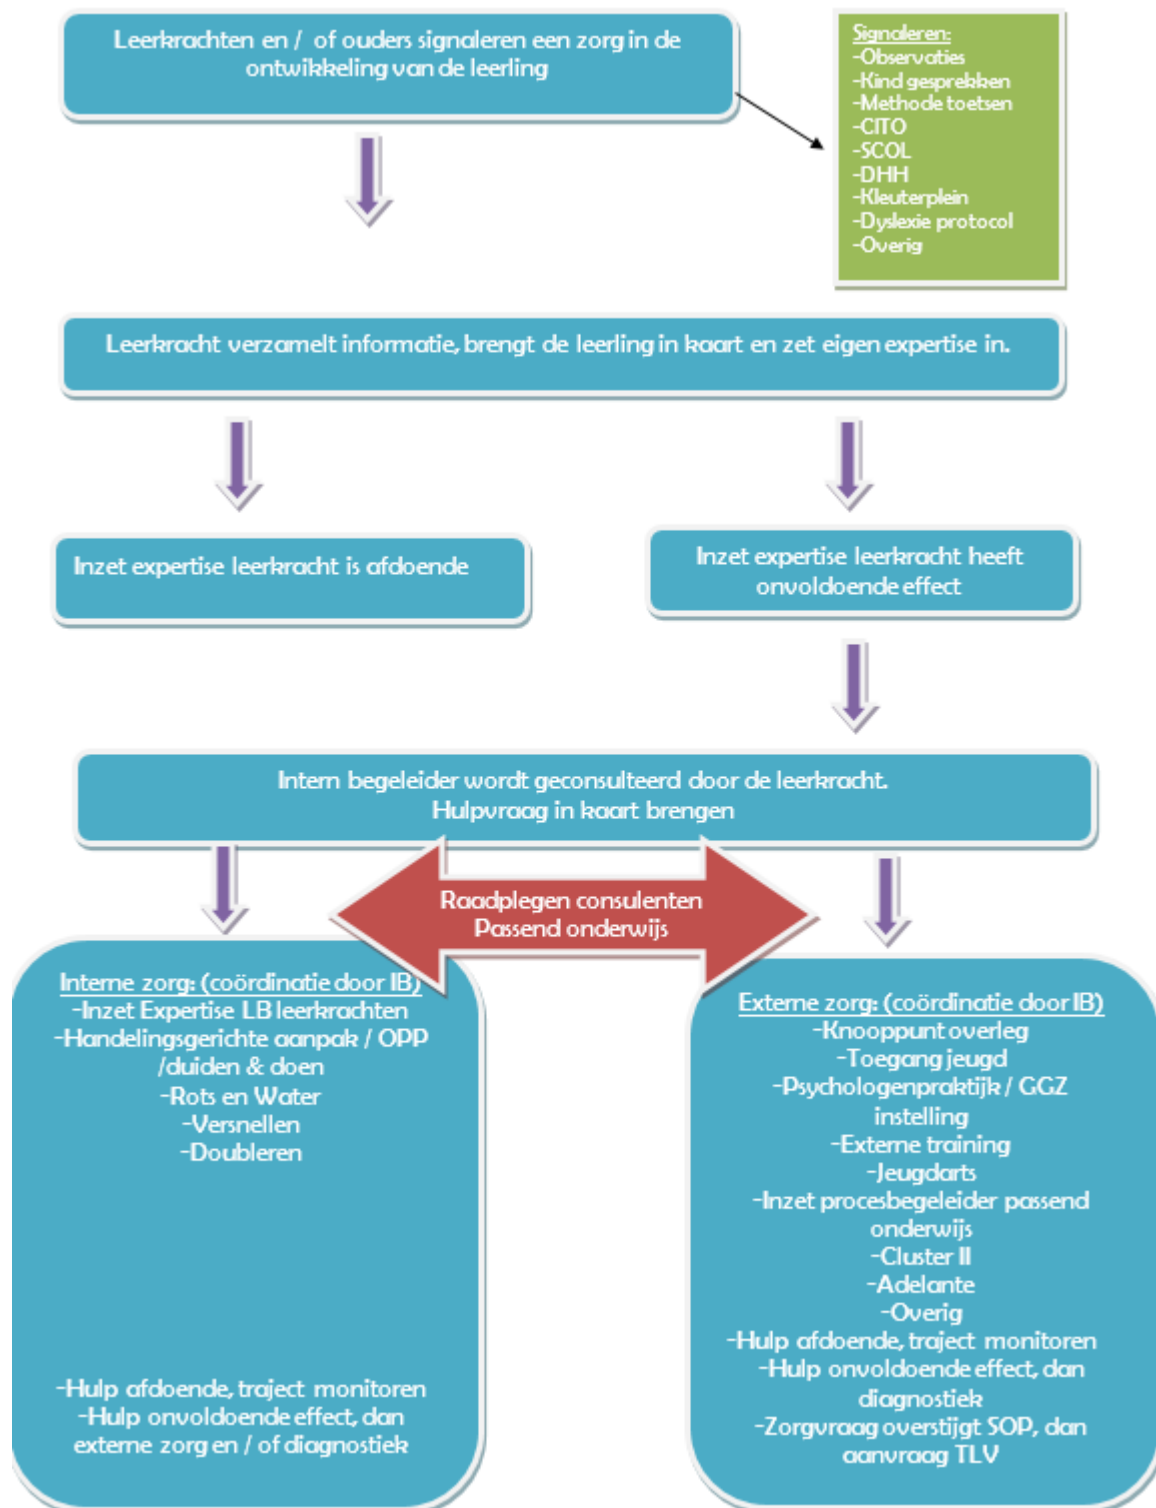 Leerkrachten en / of ouders signaleren een zorg in de
ontwikkeling van de leerling
Signaleren:
-Observaties
-Kind gesprekken
-Methode toetsen
-CITO
-SCOL
-DHH
-Kleuterplein
-Dyslexie protocol
-Overig
Leerkracht verzamelt informatie, brengt de leerling in kaart en zet eigen expertise in.
Inzet expertise leerkracht is afdoende
Inzet expertise leerkracht heeft
onvoldoende effect
Intern begeleider wordt geconsulteerd door de leerkracht.
Hulpvraag in kaart brengen
Raadplegen consulenten
Passend onderwijs
Interne zorg: (coördinatie door IB)
-Inzet Expertise LB leerkrachten
-Handelingsgerichte aanpak / OPP
/duiden & doen
-Rots en Water
-Versnellen
-Doubleren
-Hulp afdoende, traject monitoren
-Hulp onvoldoende effect, dan
externe zorg en / of diagnostiek
Externe zorg: (coördinatie door IB)
-Knooppunt overleg
-Toegang jeugd
-Psychologenpraktijk / GGZ
instelling
-Externe training
-Jeugdarts
-Inzet procesbegeleider passend
onderwijs
-Cluster II
-Adelante
-Overig
-Hulp afdoende, traject monitoren
-Hulp onvoldoende effect, dan
diagnostiek
-Zorgvraag overstijgt SOP, dan
aanvraag TLV